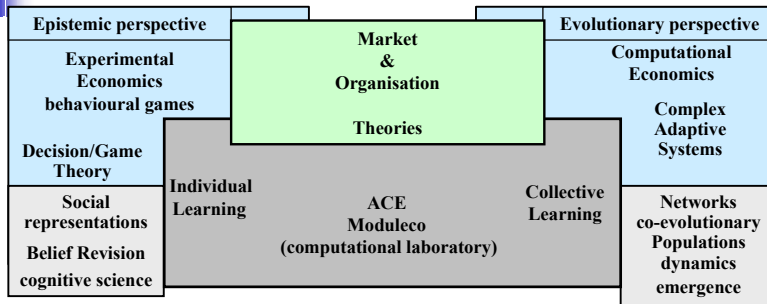 Epistemic perspective
Evolutionary perspective
Experimental
Economics
behavioural games
Decision/Game
Theory
Social
representations
Belief Revision
cognitive science
Market
&
Organisation
Theories
Individual
Learning
ACE
Moduleco
(computational laboratory)
Collective
Learning
Computational
Economics
Complex
Adaptive
Systems
Networks
co-evolutionary
Populations
dynamics
emergence